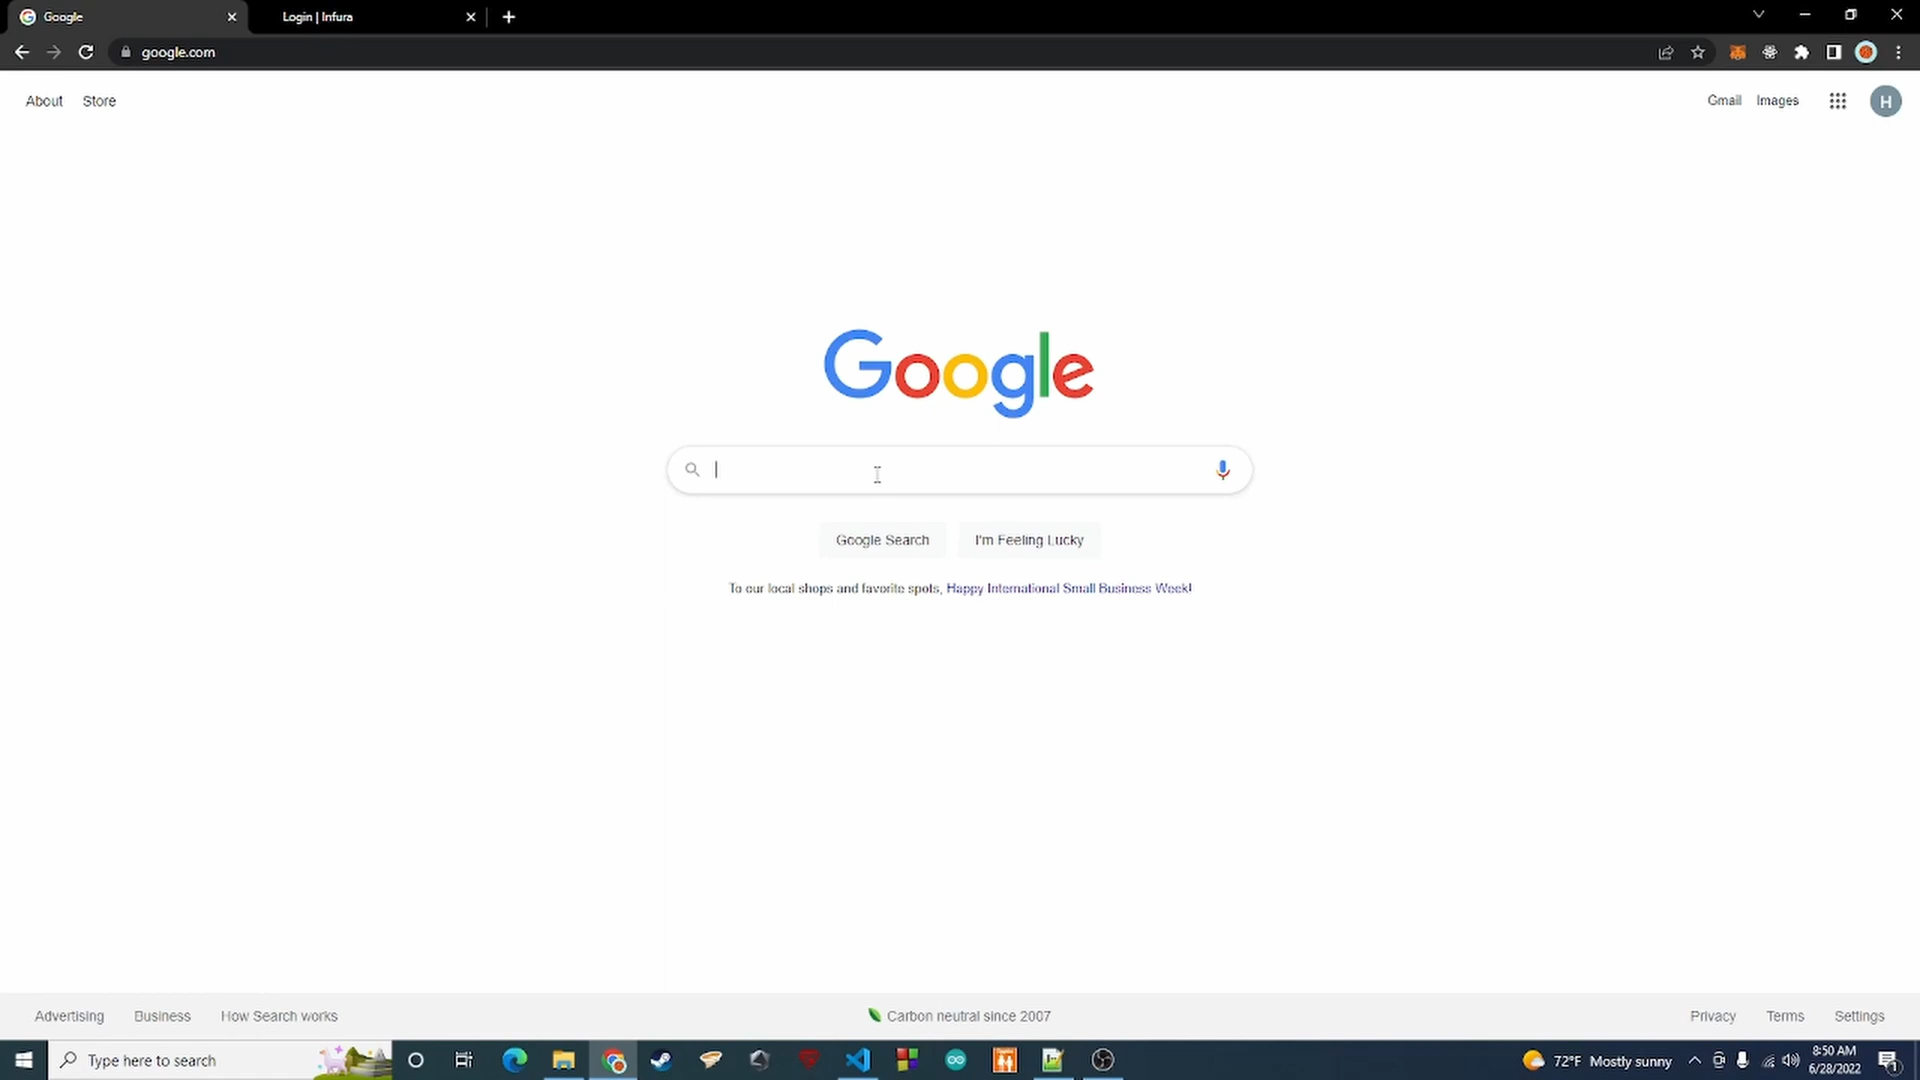 Google
Login | Infura
google.com
About Store
Gmail Images
H
Google
Google Search I'm Feeling Lucky
To our local shops and favorite spots, Happy International Small Business Week!
Advertising Business How Search works
Carbon neutral since 2007
Privacy Terms Settings
Type here to search
72°F Mostly sunny
8:50 AM
6/28/2022
1